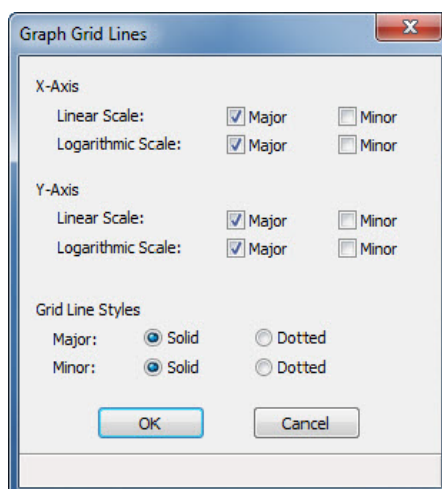 Graph Grid Lines
X-Axis
Linear Scale: Major Minor
Logarithmic Scale: Major Minor
Y-Axis
Linear Scale: Major Minor
Logarithmic Scale: Major Minor
Grid Line Styles
Major: Solid Dotted
Minor: Solid Dotted
OK Cancel